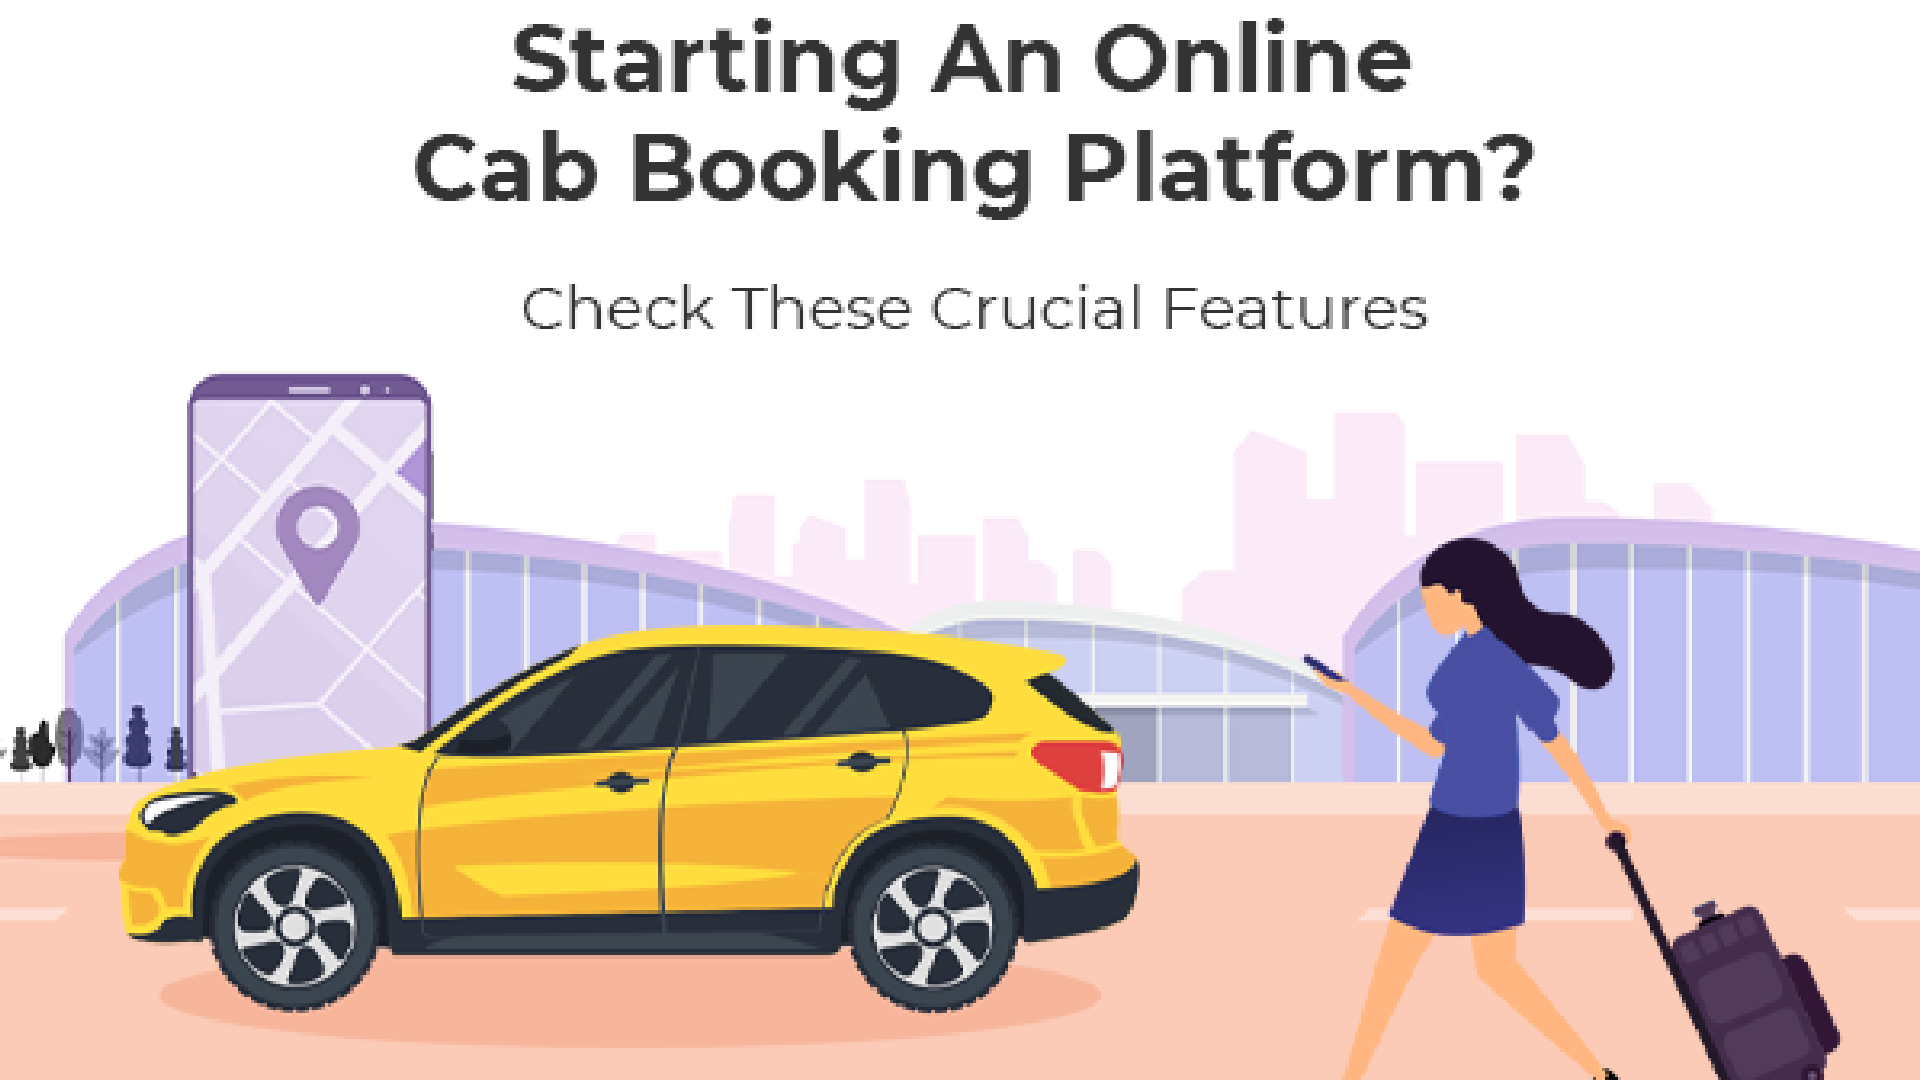 Starting An Online
Cab Booking Platform?
Check These Crucial Features